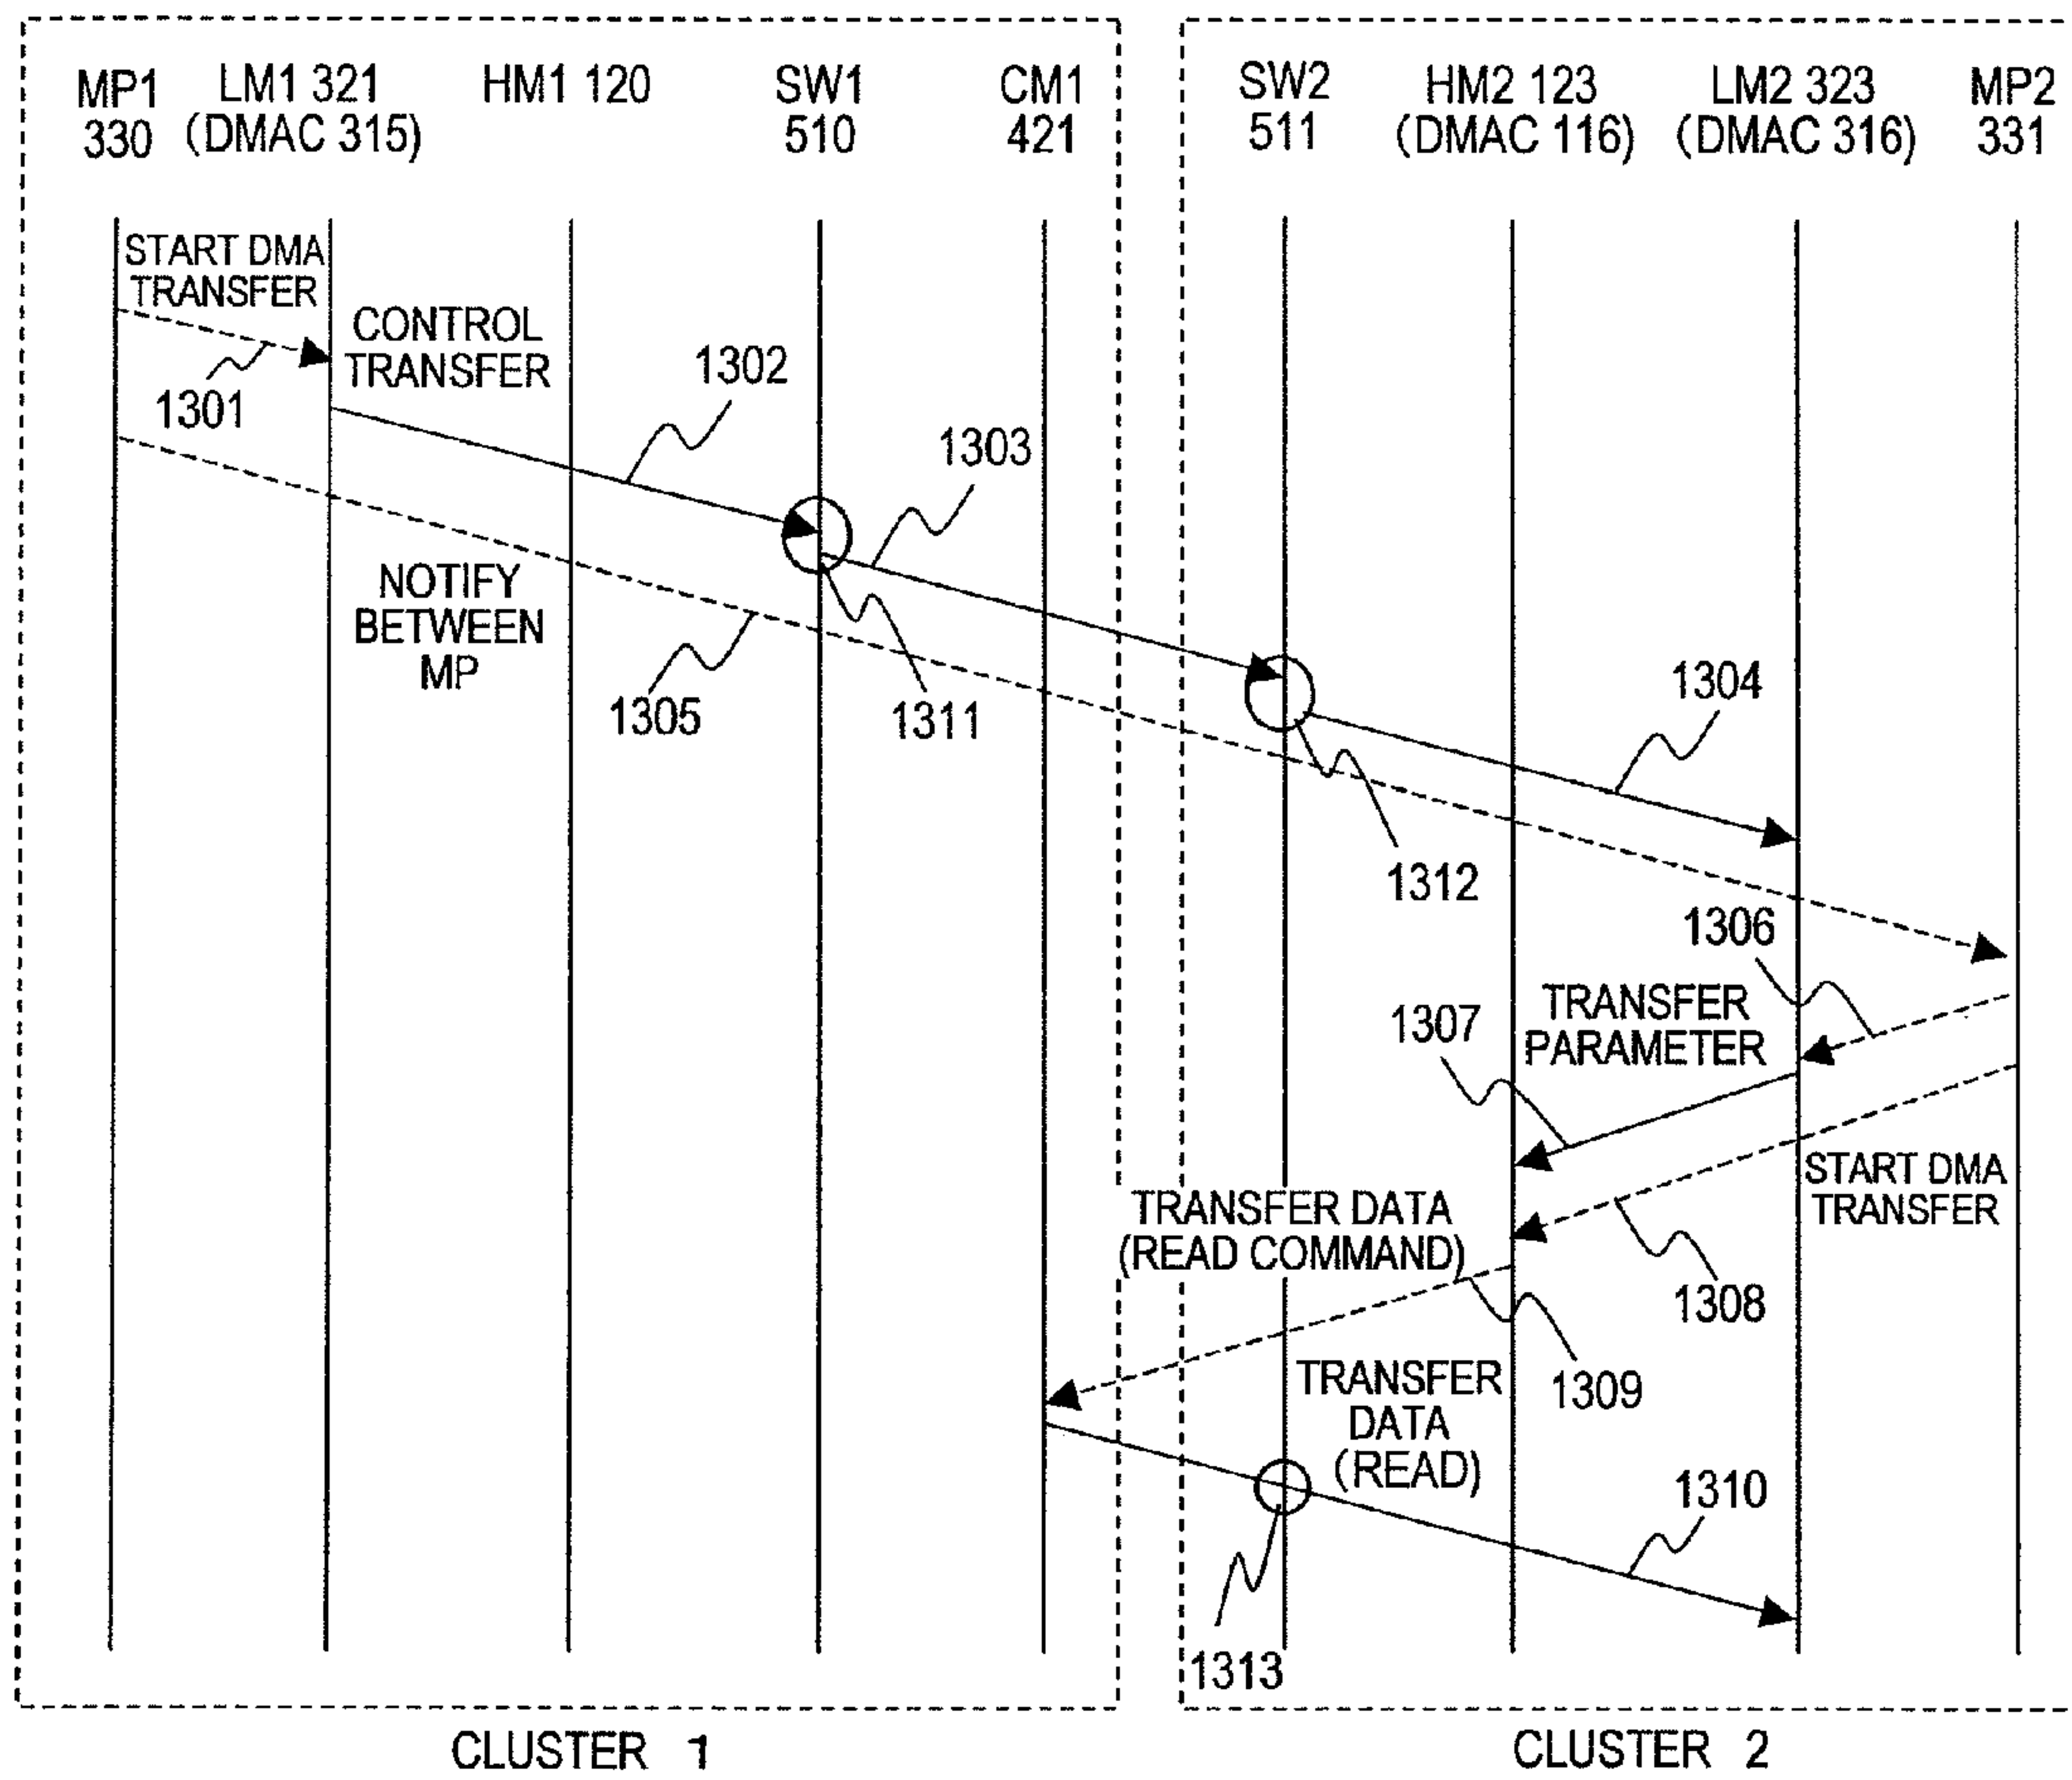 MP1
330
LM1 321
(DMAC 315)
HM1 120
SW1
510
CM1
421
SW2
511
HM2 123
(DMAC 116)
LM2 323
(DMAC 316)
MP2
331
START DMA
TRANSFER
1301
CONTROL
TRANSFER
1302
1303
NOTIFY
BETWEEN
MP
1305
1311
1304
1312
1306
TRANSFER
PARAMETER
1307
START DMA
TRANSFER
TRANSFER DATA
(READ COMMAND)
1308
1309
TRANSFER
DATA
(READ)
1310
1313
CLUSTER 1
CLUSTER 2